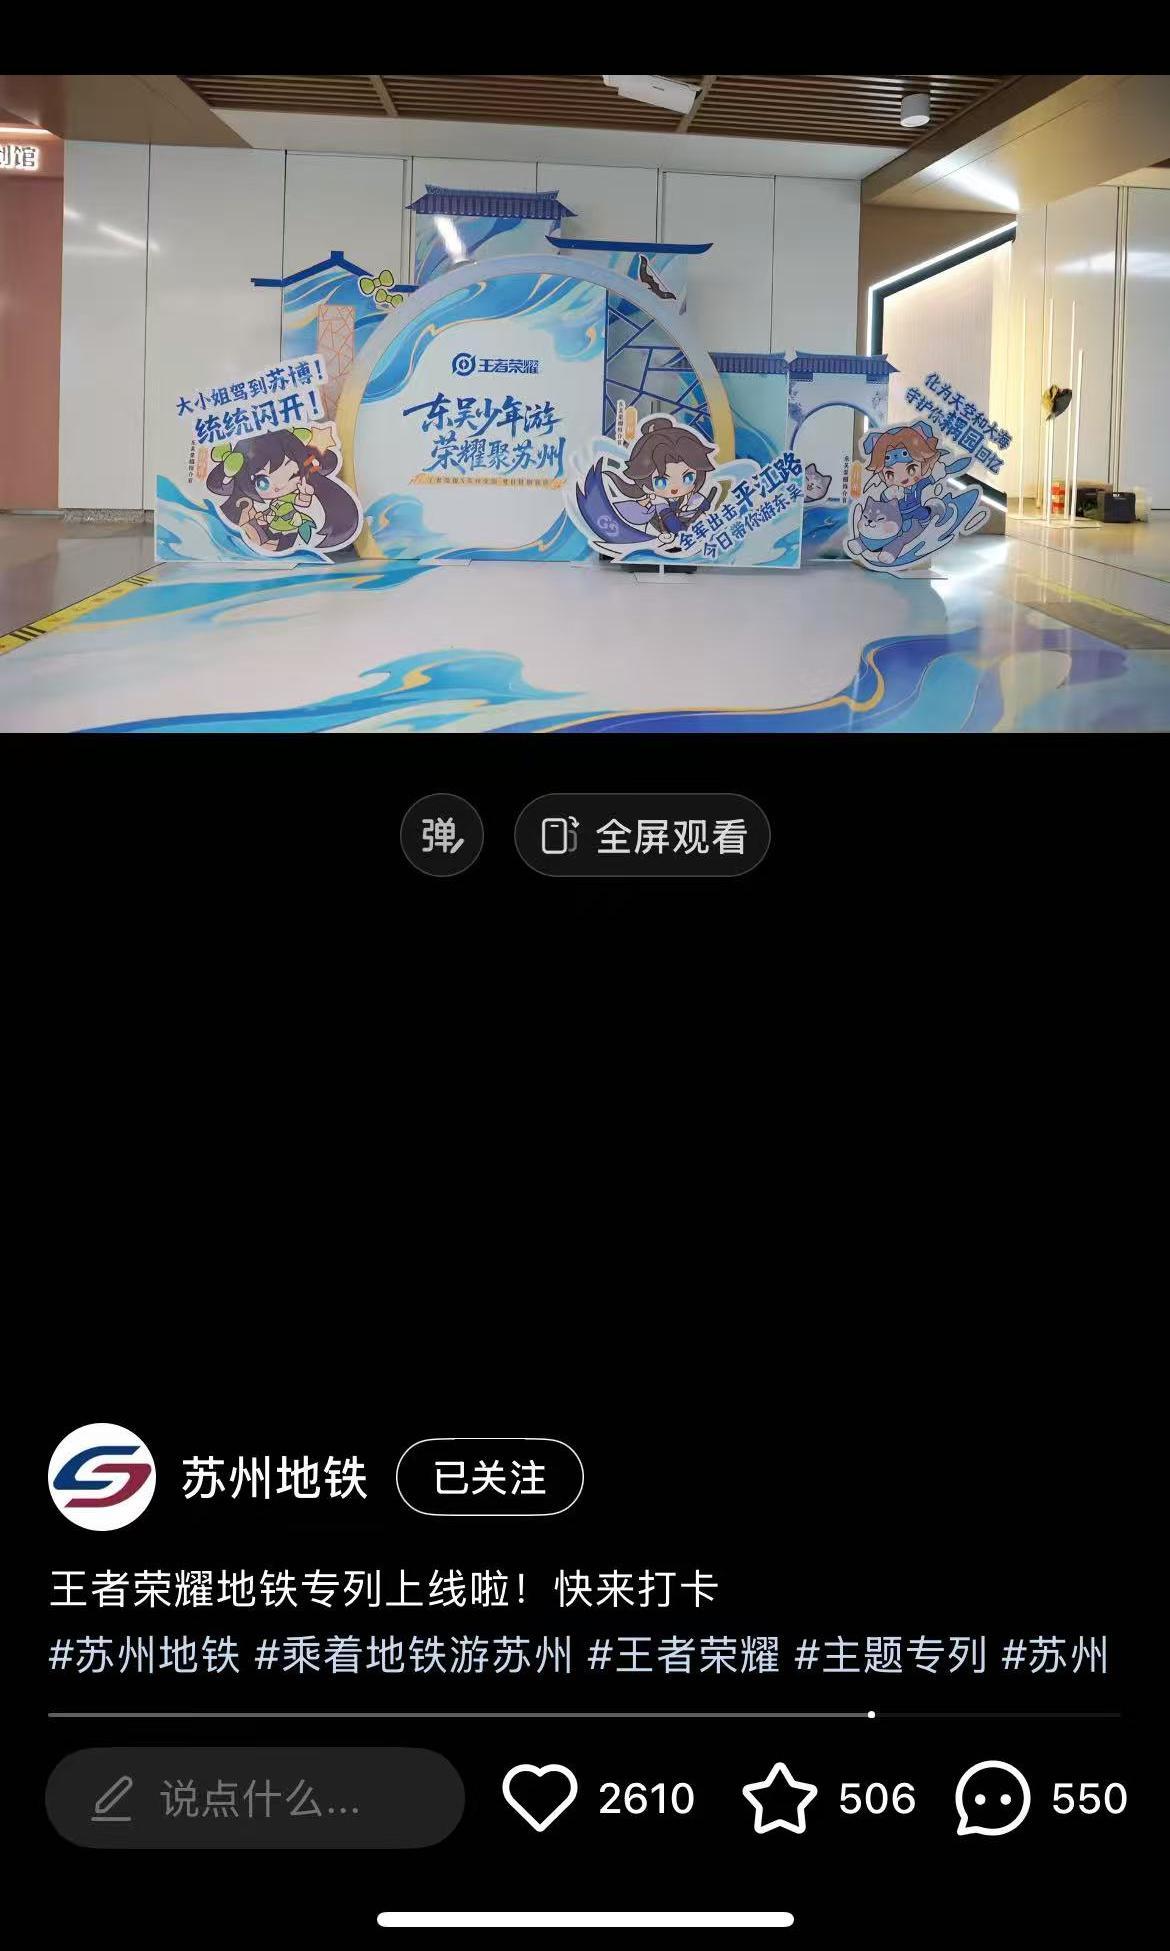 划馆
王者荣耀
东吴少年游
荣耀聚苏州
大小姐驾到苏博！
统统闪开！
全军出击平江路
今日带你游东吴
化为天空和大海
守护你耦园回忆
弹
全屏观看
苏州地铁
已关注
王者荣耀地铁专列上线啦！快来打卡
#苏州地铁 #乘着地铁游苏州 #王者荣耀 #主题专列 #苏州
说点什么...
2610
506
550